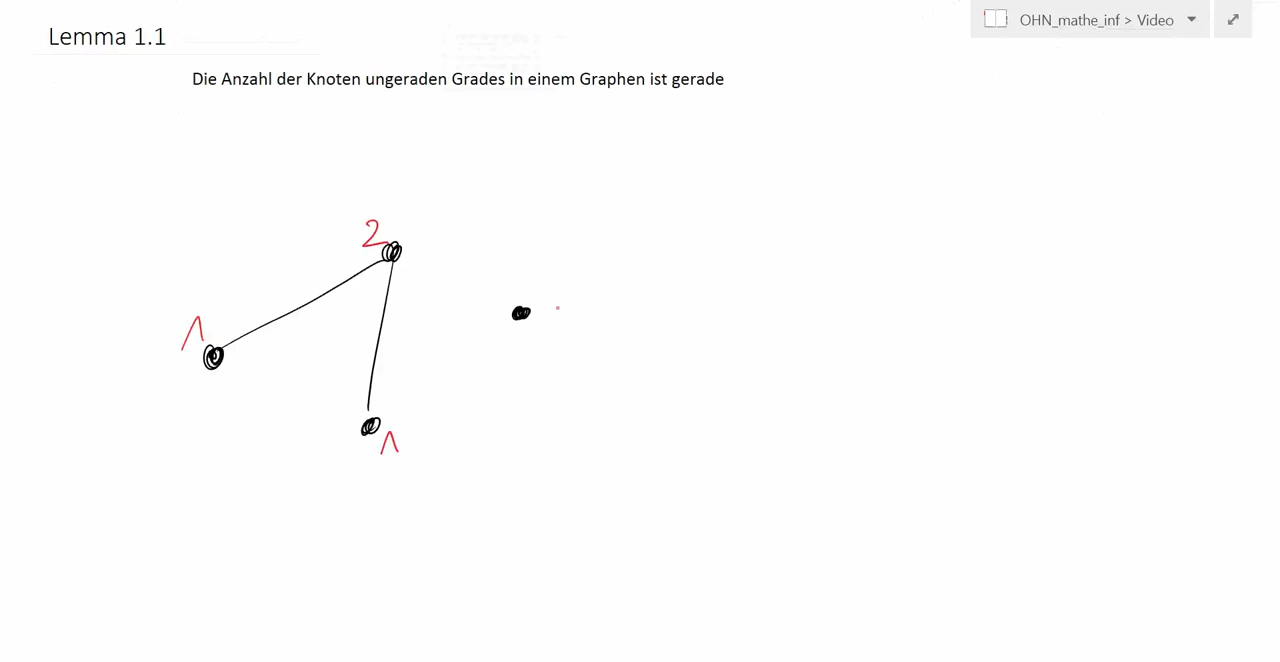 OHN_mathe_inf > Video
Lemma 1.1
Die Anzahl der Knoten ungeraden Grades in einem Graphen ist gerade
2
1
1